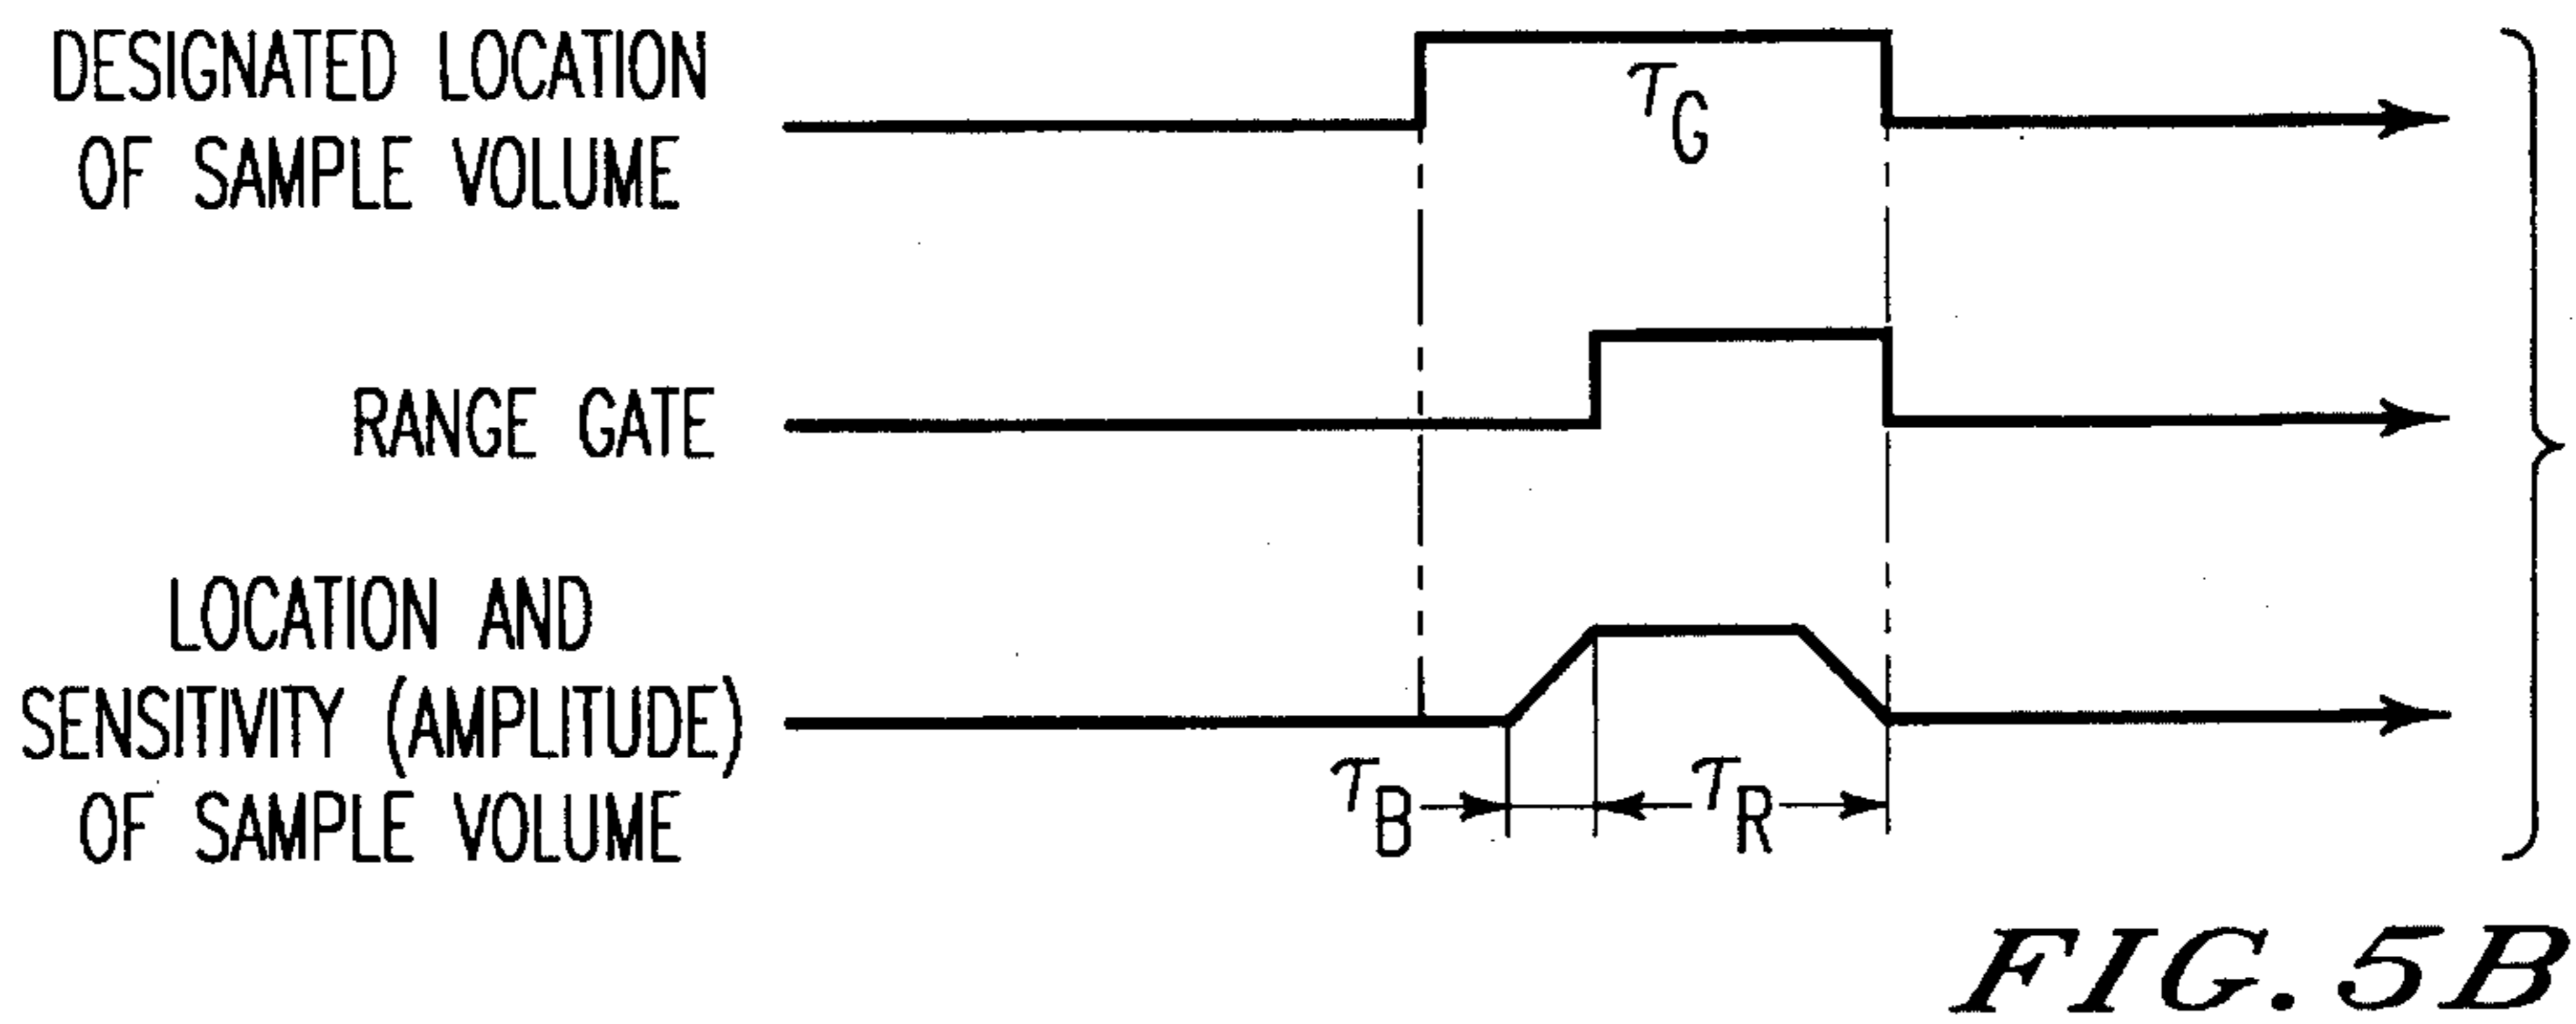 DESIGNATED LOCATION
OF SAMPLE VOLUME
τG
RANGE GATE
LOCATION AND
SENSITIVITY (AMPLITUDE)
OF SAMPLE VOLUME
τB
τR
FIG. 5B